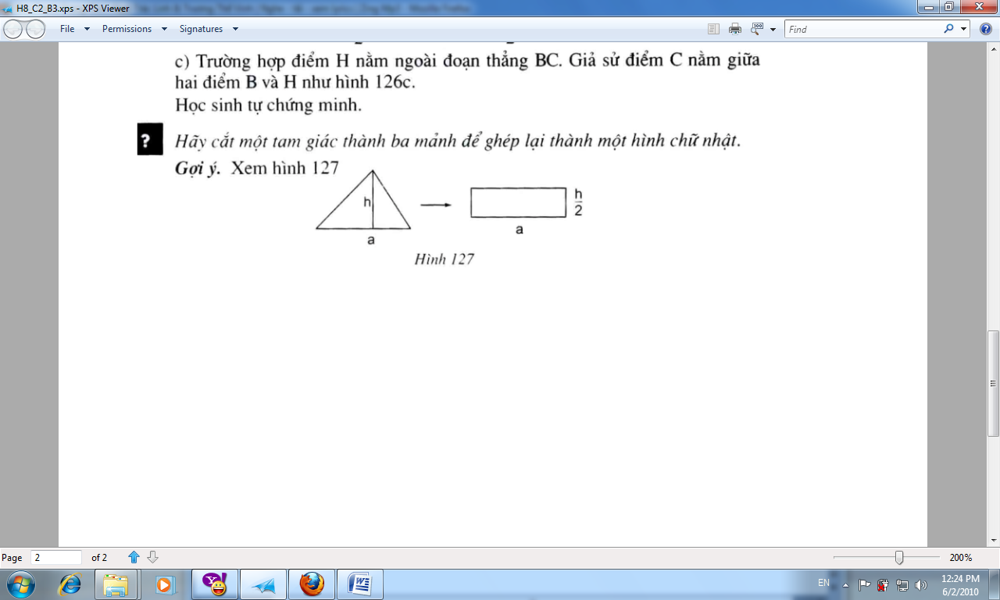 H8_C2_B3.xps - XPS Viewer
File Permissions Signatures Find
c) Trường hợp điểm H nằm ngoài đoạn thẳng BC. Giả sử điểm C nằm giữa
hai điểm B và H như hình 126c.
Học sinh tự chứng minh.
? Hãy cắt một tam giác thành ba mảnh để ghép lại thành một hình chữ nhật.
Gợi ý. Xem hình 127
h
a
h
2
a
Hình 127
Page 2 of 2 200%
EN 12:24 PM
6/2/2010